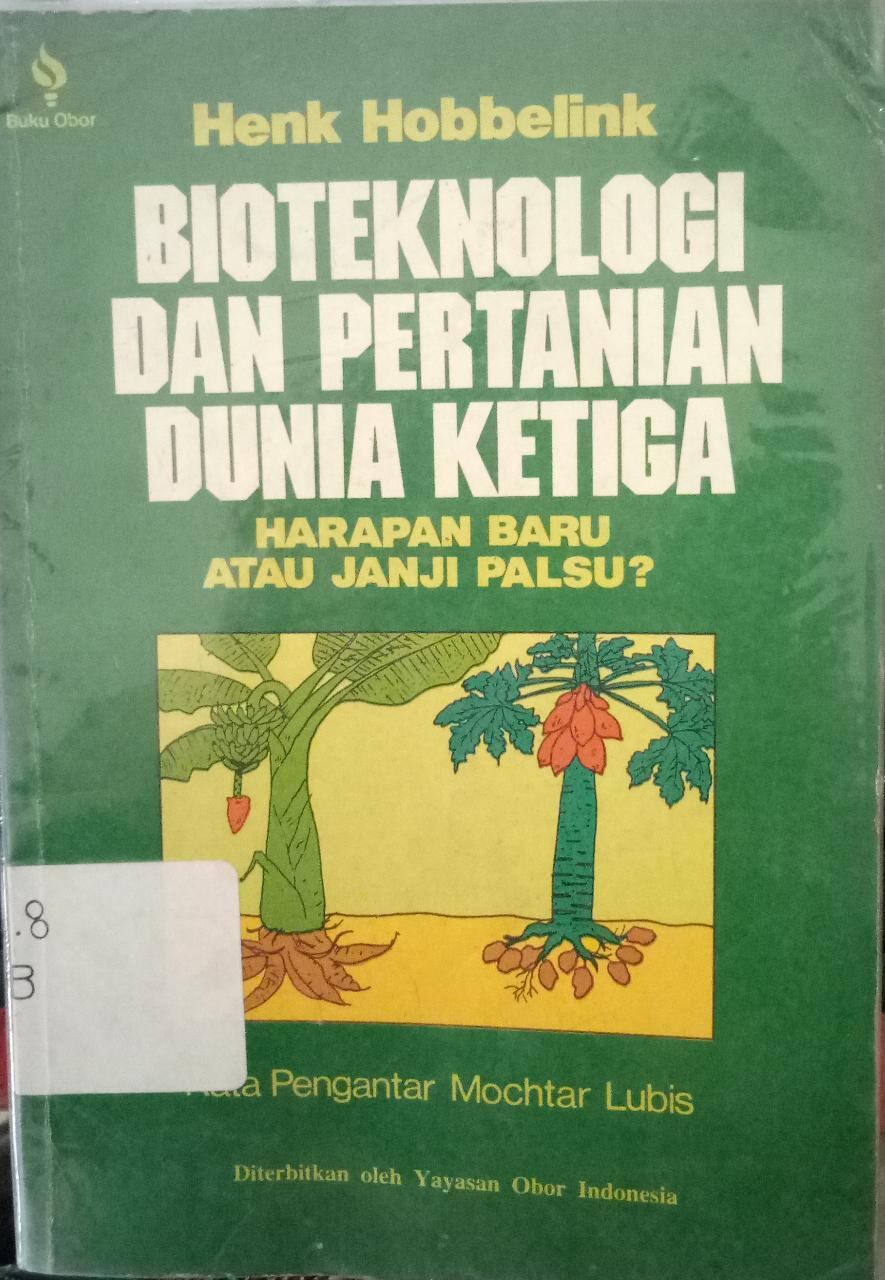 Buku Obor
Henk Hobbelink
BIOTEKNOLOGI
DAN PERTANIAN
DUNIA KETIGA
HARAPAN BARU
ATAU JANJI PALSU?
.8
3
Kata Pengantar Mochtar Lubis
Diterbitkan oleh Yayasan Obor Indonesia